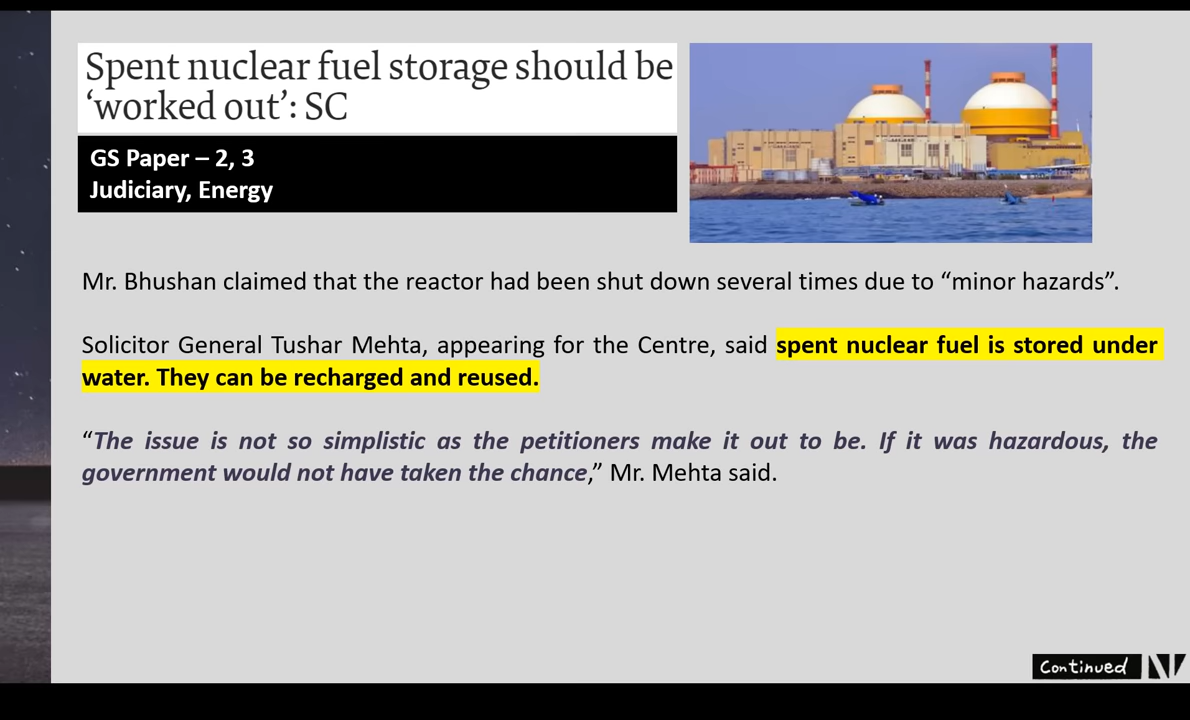 Spent nuclear fuel storage should be
‘worked out’: SC
GS Paper – 2, 3
Judiciary, Energy
Mr. Bhushan claimed that the reactor had been shut down several times due to “minor hazards”.
Solicitor General Tushar Mehta, appearing for the Centre, said spent nuclear fuel is stored under
water. They can be recharged and reused.
“The issue is not so simplistic as the petitioners make it out to be. If it was hazardous, the
government would not have taken the chance,” Mr. Mehta said.
Continued